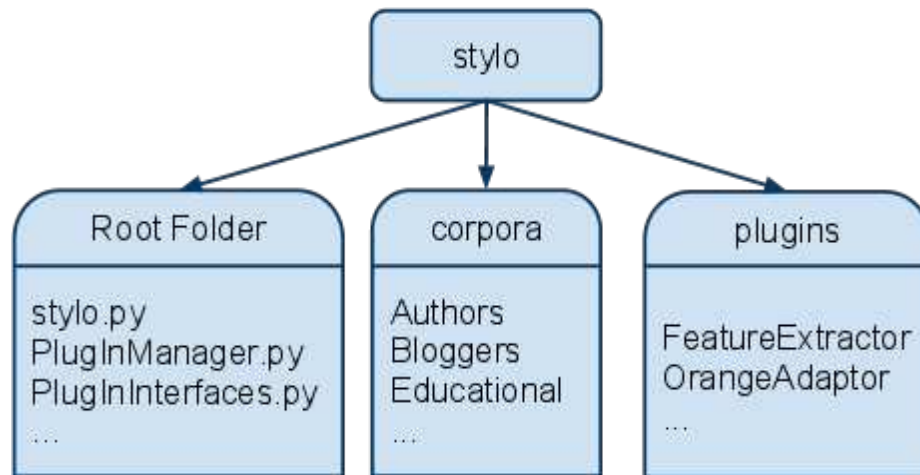 stylo
Root Folder
stylo.py
PlugInManager.py
PlugInInterfaces.py
...
corpora
Authors
Bloggers
Educational
...
plugins
FeatureExtractor
OrangeAdaptor
...